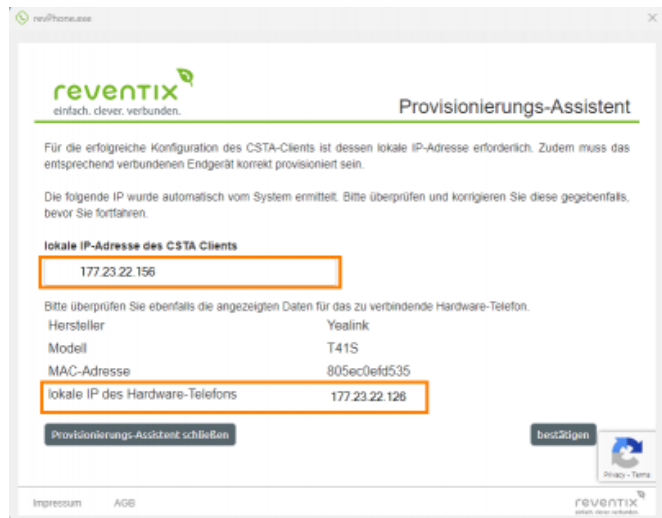 revPhone.exe
reventix
einfach. clever. verbunden.
Provisionierungs-Assistent
Für die erfolgreiche Konfiguration des CSTA-Clients ist dessen lokale IP-Adresse erforderlich. Zudem muss das
entsprechend verbundenen Endgerät korrekt provisioniert sein.
Die folgende IP wurde automatisch vom System ermittelt. Bitte überprüfen und korrigieren Sie diese gegebenfalls,
bevor Sie fortfahren.
lokale IP-Adresse des CSTA Clients
177.23.22.156
Bitte überprüfen Sie ebenfalls die angezeigten Daten für das zu verbindende Hardware-Telefon.
Hersteller Yealink
Modell T41S
MAC-Adresse 805ec0efd535
lokale IP des Hardware-Telefons 177.23.22.126
Provisionierungs-Assistent schließen
bestätigen
Privacy - Terms
Impressum AGB
reventix
einfach. clever. verbunden.